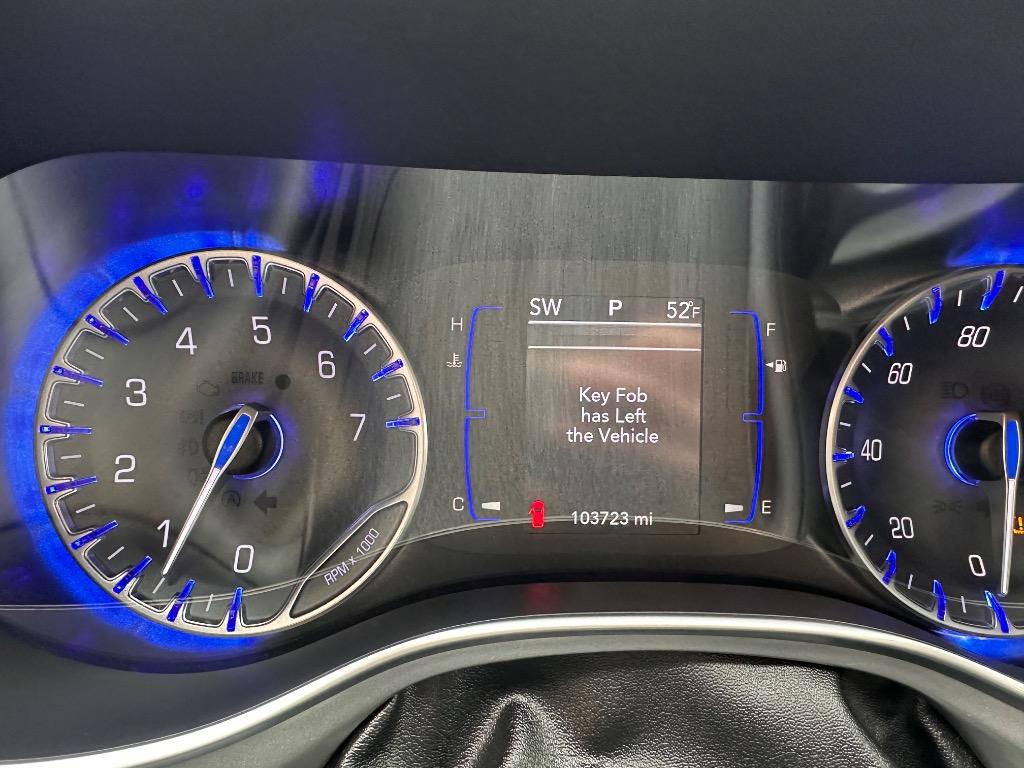 SW P 52°F
Key Fob
has Left
the Vehicle
103723 mi
H
C
F
E
BRAKE
0
1
2
3
4
5
6
7
RPM X 1000
0
20
40
60
80